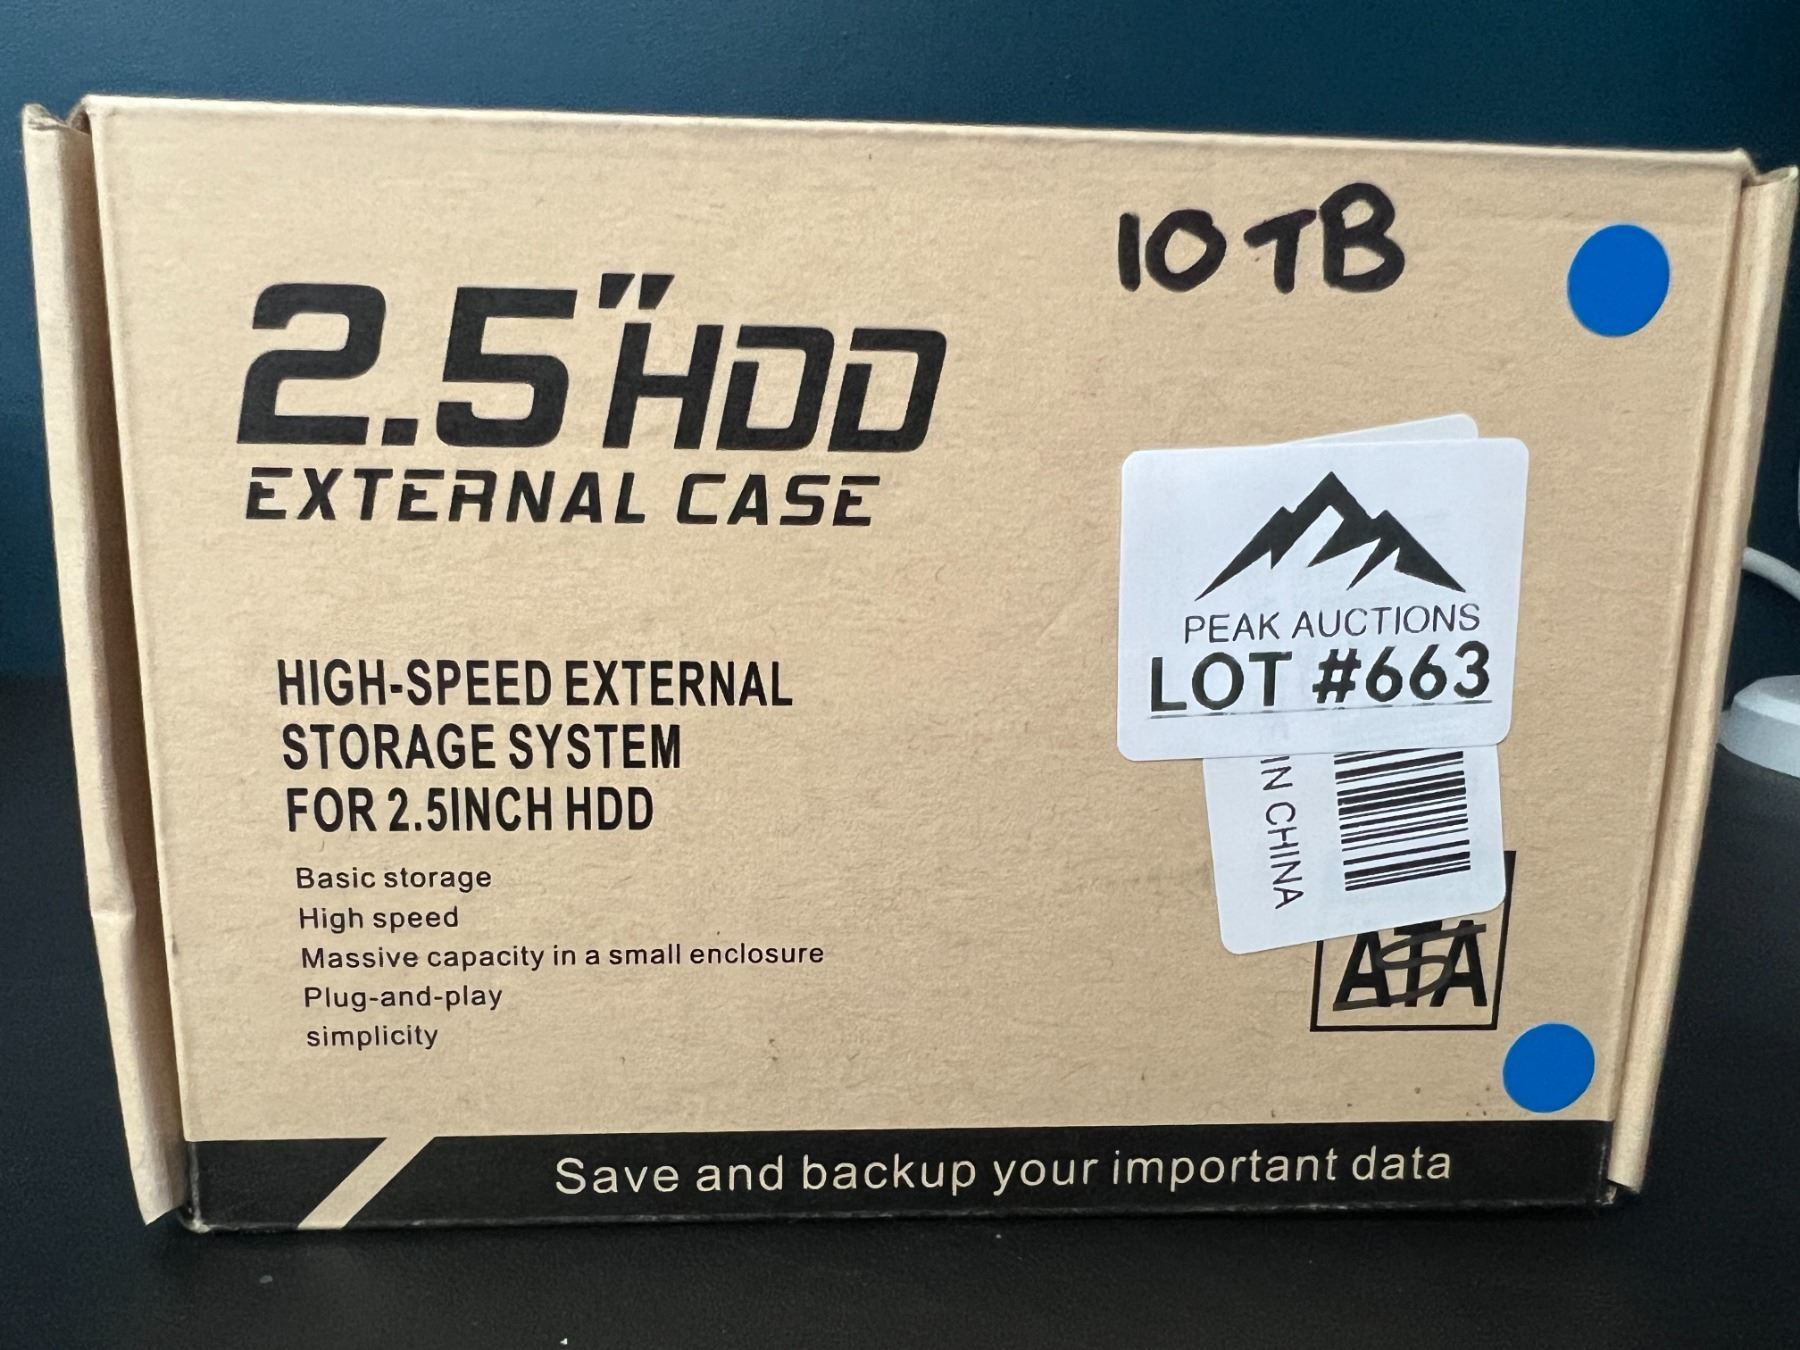 10 TB
2.5" HDD
EXTERNAL CASE
PEAK AUCTIONS
LOT #663
HIGH-SPEED EXTERNAL
STORAGE SYSTEM
FOR 2.5INCH HDD
IN CHINA
Basic storage
High speed
Massive capacity in a small enclosure
Plug-and-play
simplicity
SATA
Save and backup your important data